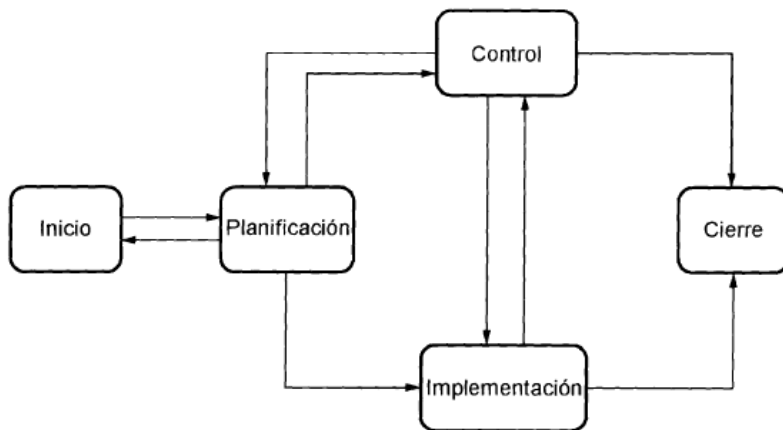 Control
Inicio
Planificación
Cierre
Implementación